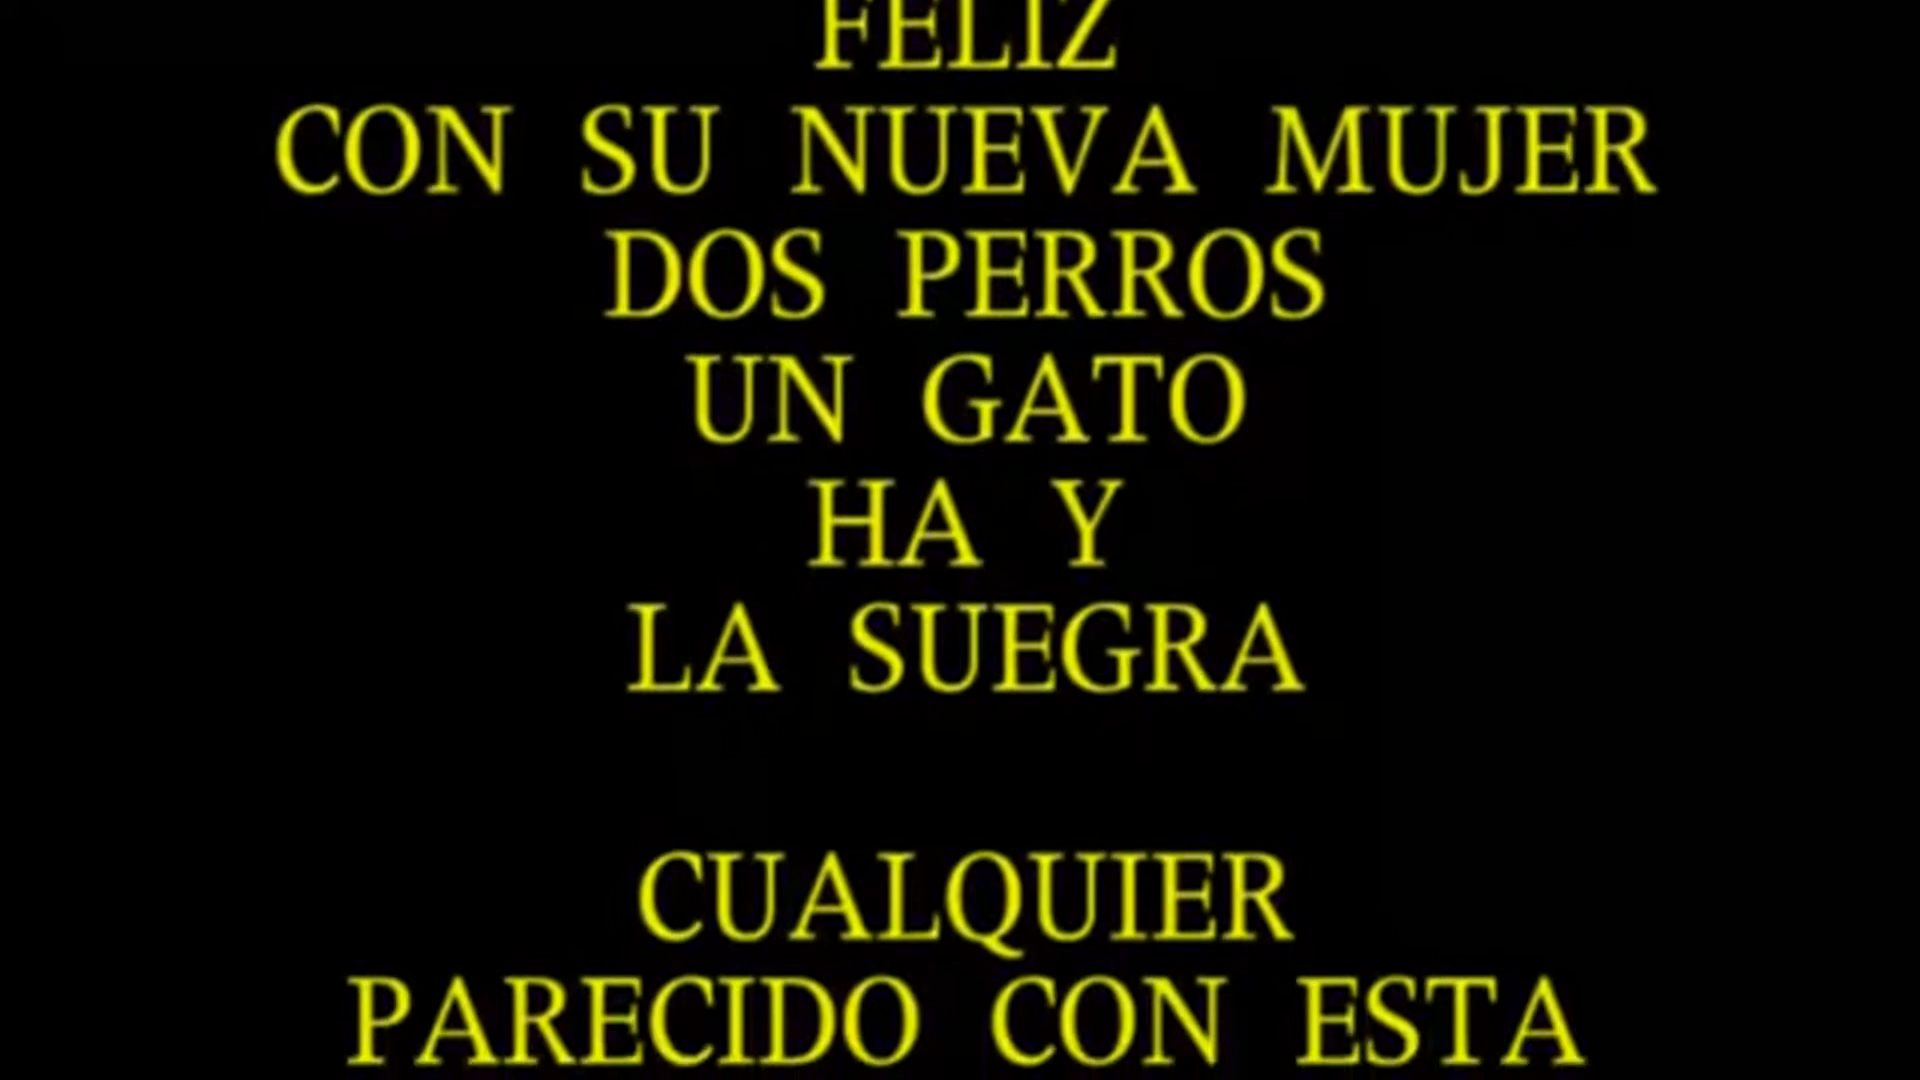 FELIZ
CON SU NUEVA MUJER
DOS PERROS
UN GATO
HA Y
LA SUEGRA
CUALQUIER
PARECIDO CON ESTA